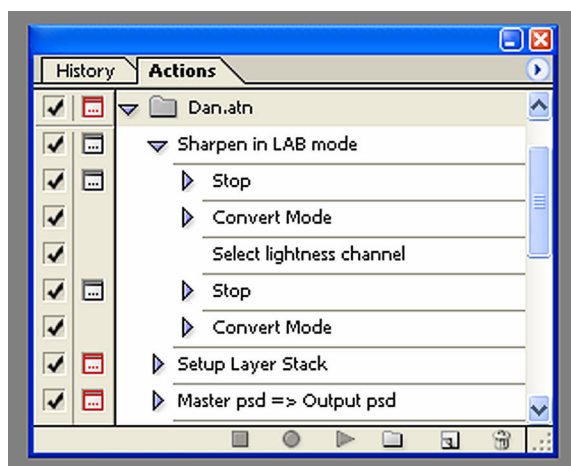 History
Actions
Dan.atn
Sharpen in LAB mode
Stop
Convert Mode
Select lightness channel
Stop
Convert Mode
Setup Layer Stack
Master psd => Output psd